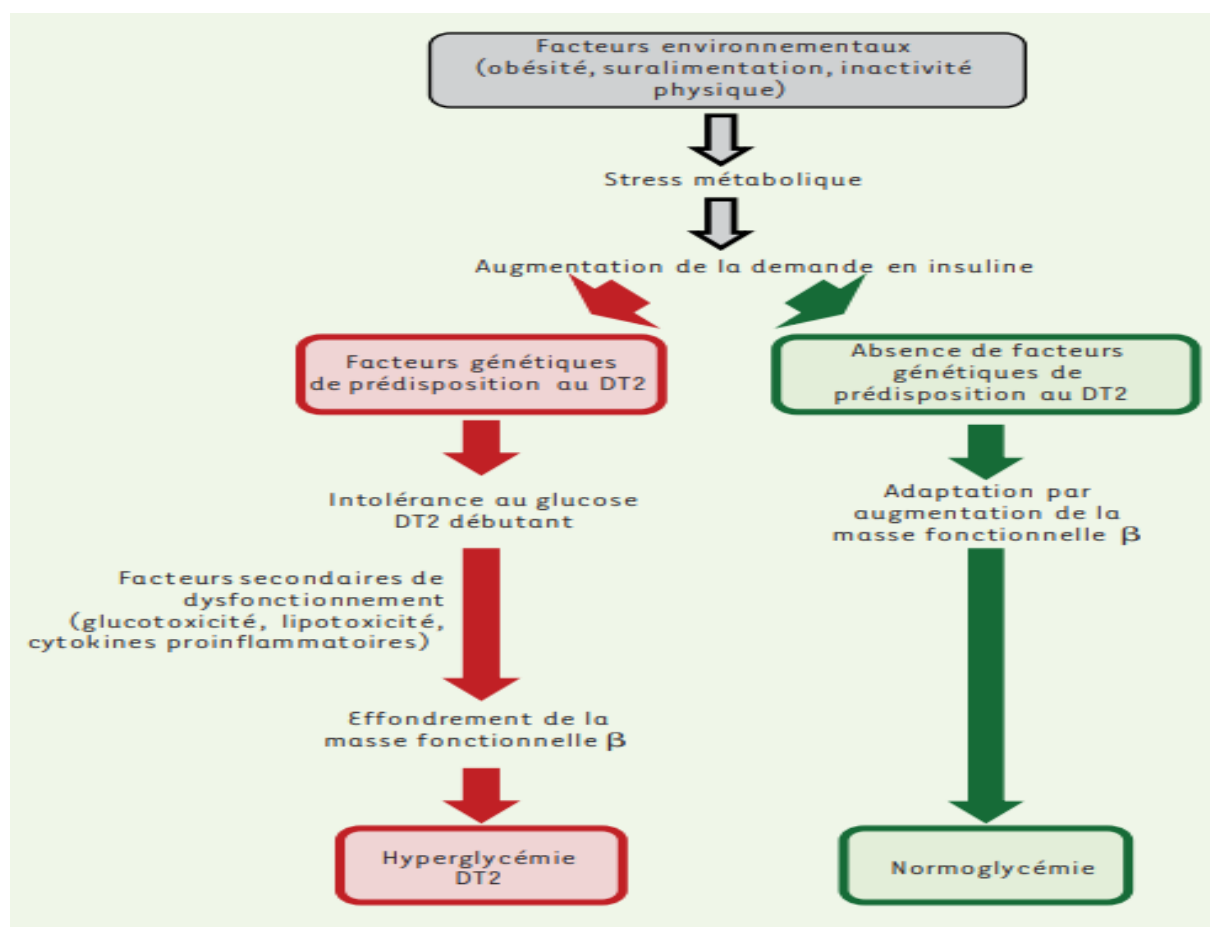 Facteurs environnementaux
(obésité, suralimentation, inactivité
physique)
Stress métabolique
Augmentation de la demande en insuline
Facteurs génétiques
de prédisposition au DT2
Absence de facteurs
génétiques de
prédisposition au DT2
Intolérance au glucose
DT2 débutant
Adaptation par
augmentation de la
masse fonctionnelle β
Facteurs secondaires de
dysfonctionnement
(glucotoxicité, lipotoxicité,
cytokines proinflammatoires)
Effondrement de la
masse fonctionnelle β
Hyperglycémie
DT2
Normoglycémie